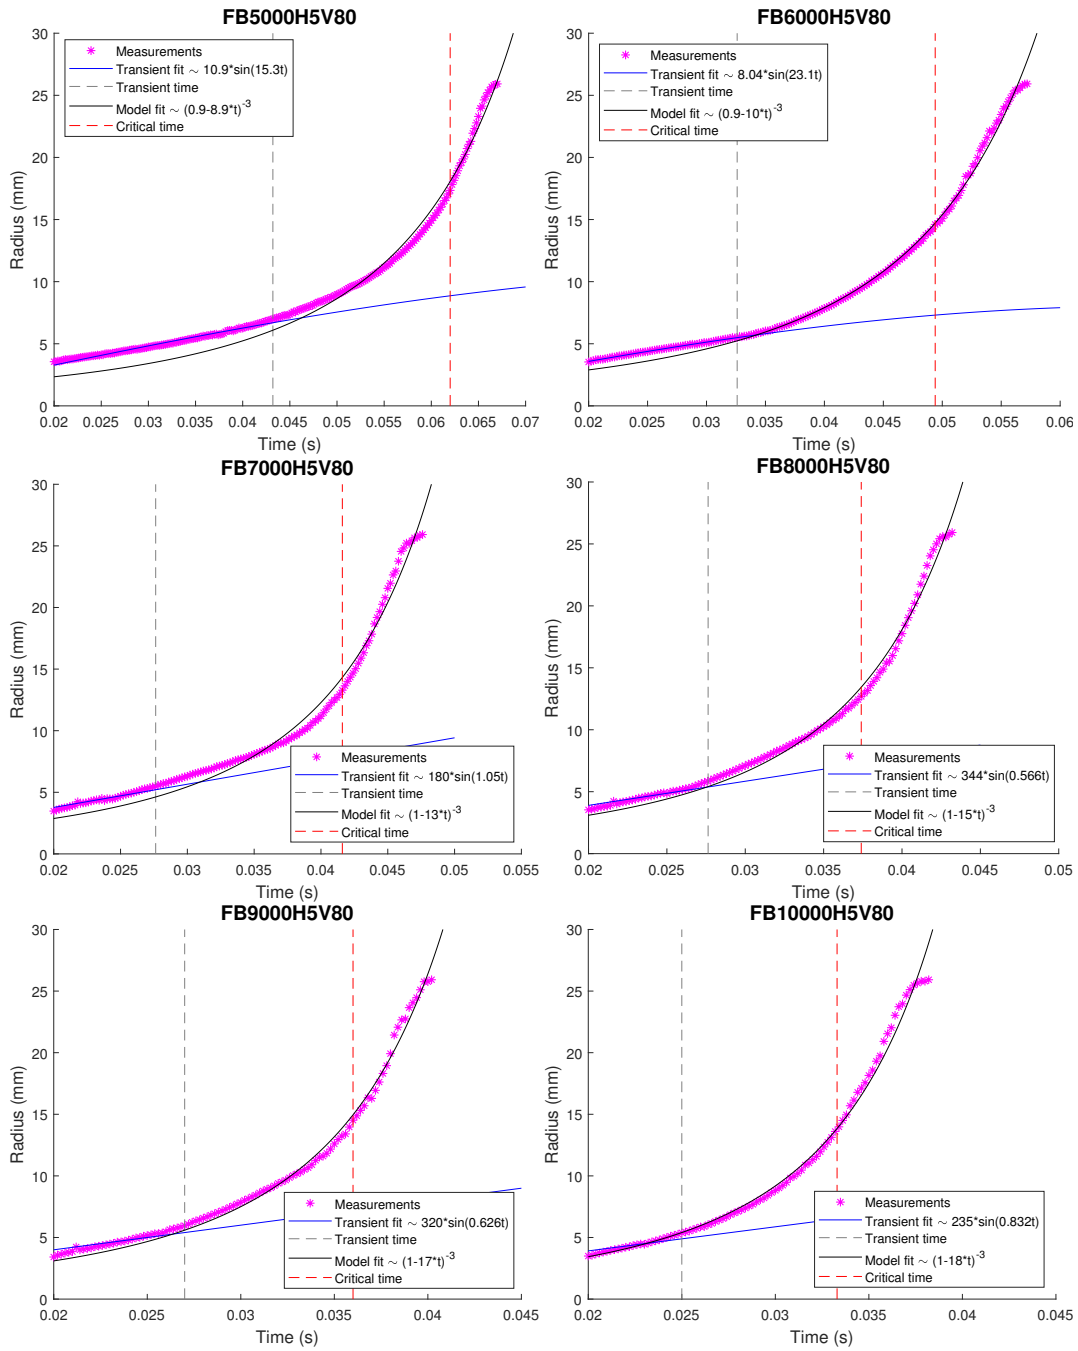 FB5000H5V80
Measurements
Transient fit ∼ 10.9*sin(15.3t)
Transient time
Model fit ∼ (0.9-8.9*t)^-3
Critical time
30
25
20
15
10
5
0
Radius (mm)
0.02 0.025 0.03 0.035 0.04 0.045 0.05 0.055 0.06 0.065 0.07
Time (s)
FB6000H5V80
Measurements
Transient fit ∼ 8.04*sin(23.1t)
Transient time
Model fit ∼ (0.9-10*t)^-3
Critical time
30
25
20
15
10
5
0
Radius (mm)
0.02 0.025 0.03 0.035 0.04 0.045 0.05 0.055 0.06
Time (s)
FB7000H5V80
30
25
20
15
10
5
0
Radius (mm)
Measurements
Transient fit ∼ 180*sin(1.05t)
Transient time
Model fit ∼ (1-13*t)^-3
Critical time
0.02 0.025 0.03 0.035 0.04 0.045 0.05 0.055
Time (s)
FB8000H5V80
30
25
20
15
10
5
0
Radius (mm)
Measurements
Transient fit ∼ 344*sin(0.566t)
Transient time
Model fit ∼ (1-15*t)^-3
Critical time
0.02 0.025 0.03 0.035 0.04 0.045 0.05
Time (s)
FB9000H5V80
30
25
20
15
10
5
0
Radius (mm)
Measurements
Transient fit ∼ 320*sin(0.626t)
Transient time
Model fit ∼ (1-17*t)^-3
Critical time
0.02 0.025 0.03 0.035 0.04 0.045
Time (s)
FB10000H5V80
30
25
20
15
10
5
0
Radius (mm)
Measurements
Transient fit ∼ 235*sin(0.832t)
Transient time
Model fit ∼ (1-18*t)^-3
Critical time
0.02 0.025 0.03 0.035 0.04 0.045
Time (s)